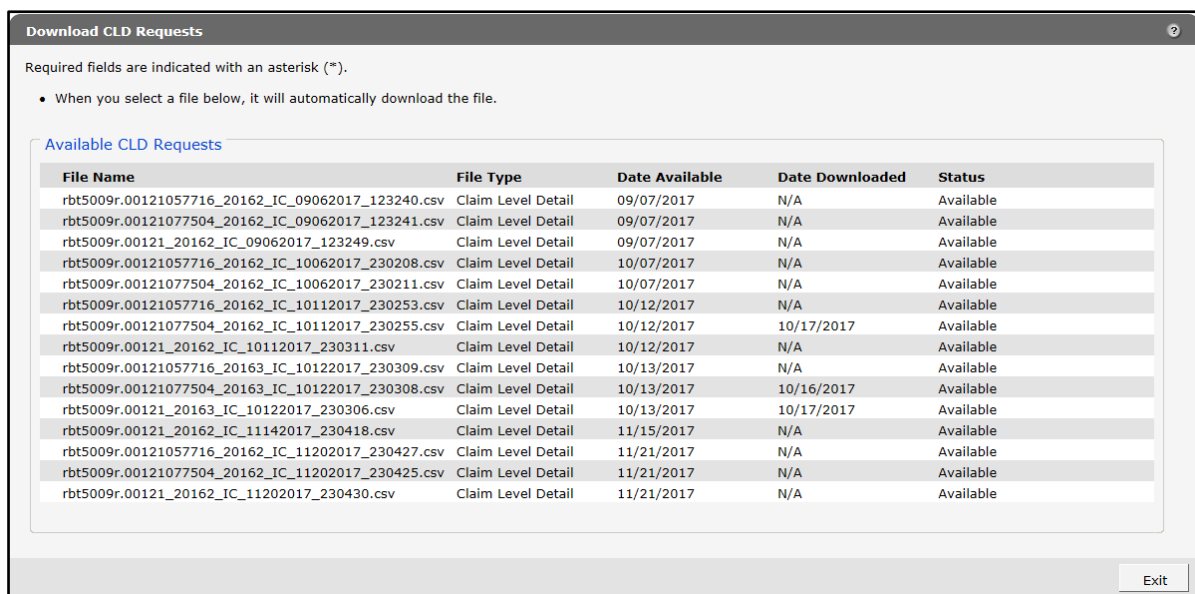 Download CLD Requests ?
Required fields are indicated with an asterisk (*).
• When you select a file below, it will automatically download the file.
Available CLD Requests
File Name File Type Date Available Date Downloaded Status
rbt5009r.00121057716_20162_IC_09062017_123240.csv Claim Level Detail 09/07/2017 N/A Available
rbt5009r.00121077504_20162_IC_09062017_123241.csv Claim Level Detail 09/07/2017 N/A Available
rbt5009r.00121_20162_IC_09062017_123249.csv Claim Level Detail 09/07/2017 N/A Available
rbt5009r.00121057716_20162_IC_10062017_230208.csv Claim Level Detail 10/07/2017 N/A Available
rbt5009r.00121077504_20162_IC_10062017_230211.csv Claim Level Detail 10/07/2017 N/A Available
rbt5009r.00121057716_20162_IC_10112017_230253.csv Claim Level Detail 10/12/2017 N/A Available
rbt5009r.00121077504_20162_IC_10112017_230255.csv Claim Level Detail 10/12/2017 10/17/2017 Available
rbt5009r.00121_20162_IC_10112017_230311.csv Claim Level Detail 10/12/2017 N/A Available
rbt5009r.00121057716_20163_IC_10122017_230309.csv Claim Level Detail 10/13/2017 N/A Available
rbt5009r.00121077504_20163_IC_10122017_230308.csv Claim Level Detail 10/13/2017 10/16/2017 Available
rbt5009r.00121_20163_IC_10122017_230306.csv Claim Level Detail 10/13/2017 10/17/2017 Available
rbt5009r.00121_20162_IC_11142017_230418.csv Claim Level Detail 11/15/2017 N/A Available
rbt5009r.00121057716_20162_IC_11202017_230427.csv Claim Level Detail 11/21/2017 N/A Available
rbt5009r.00121077504_20162_IC_11202017_230425.csv Claim Level Detail 11/21/2017 N/A Available
rbt5009r.00121_20162_IC_11202017_230430.csv Claim Level Detail 11/21/2017 N/A Available
Exit